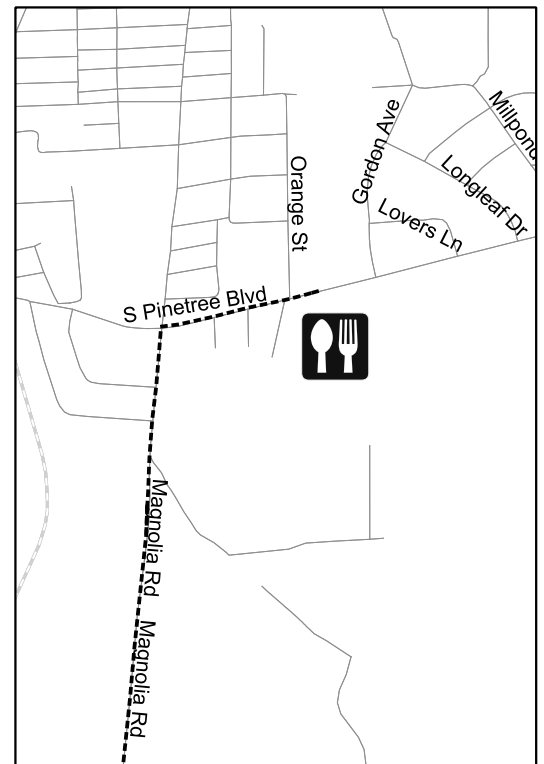 Millpond
Gordon Ave
Orange St
Longleaf Dr
Lovers Ln
S Pinetree Blvd
Magnolia Rd
Magnolia Rd